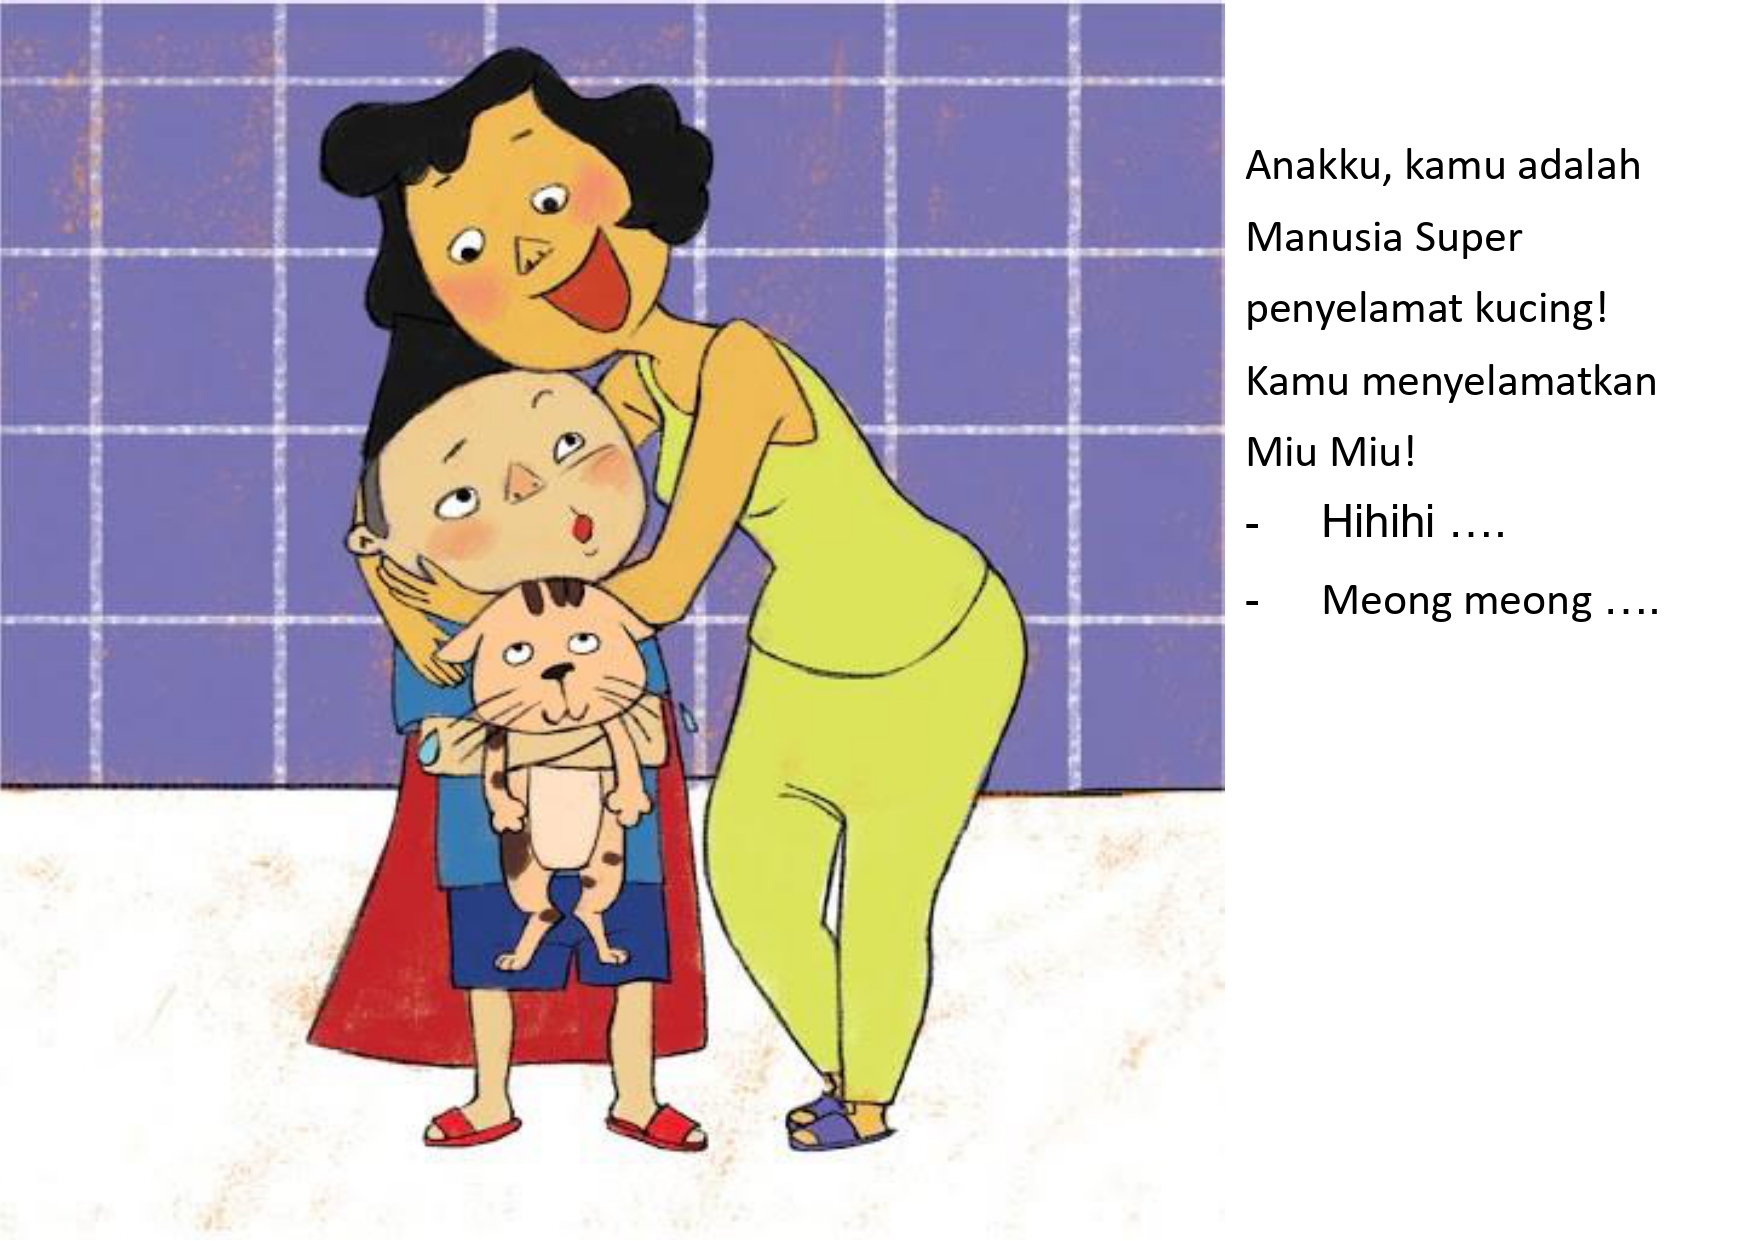 Anakku, kamu adalah
Manusia Super
penyelamat kucing!
Kamu menyelamatkan
Miu Miu!
- Hihihi ....
- Meong meong ....